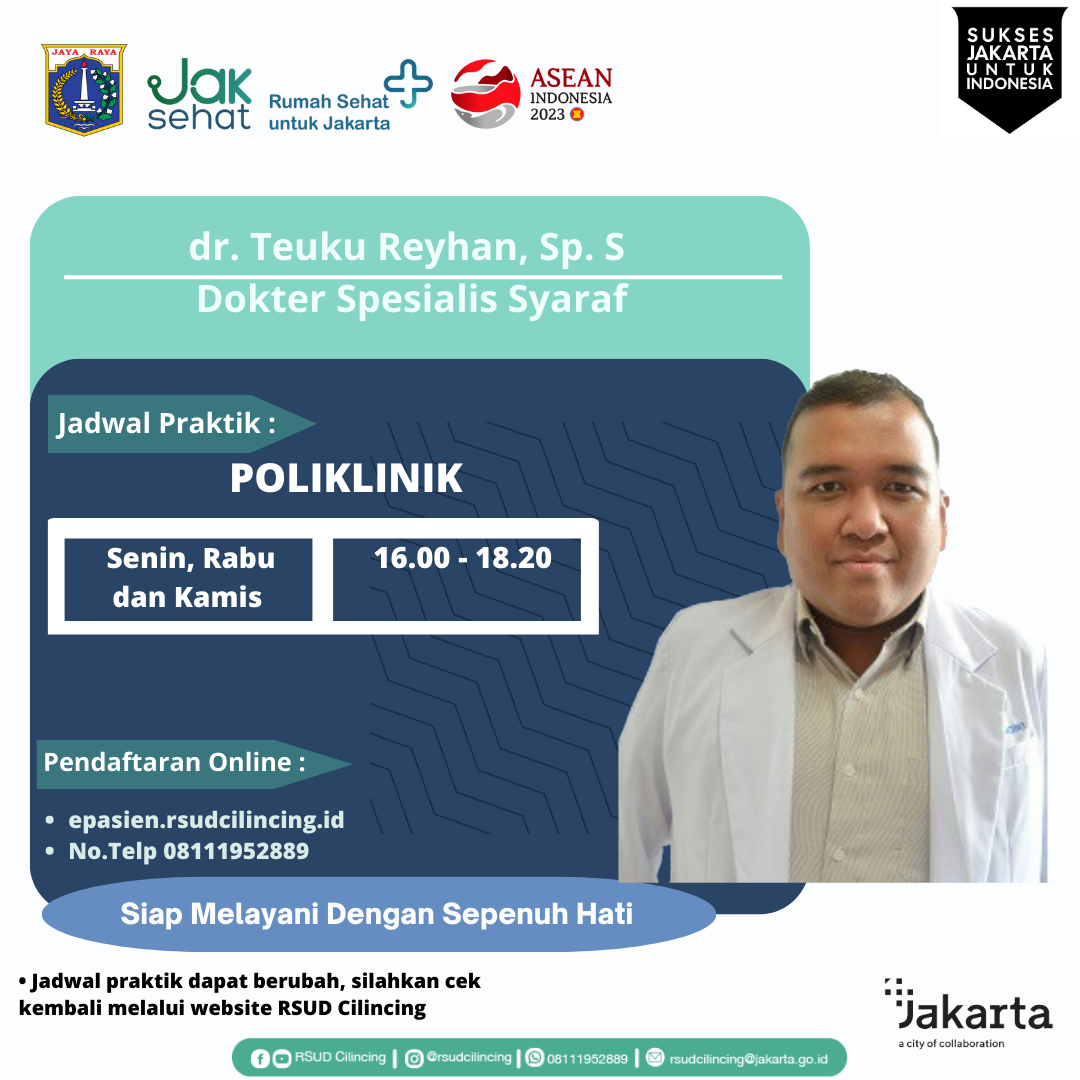 JAYA RAYA
Jak
sehat
Rumah Sehat
untuk Jakarta
ASEAN
INDONESIA
2023
SUKSES
JAKARTA
UNTUK
INDONESIA
dr. Teuku Reyhan, Sp. S
Dokter Spesialis Syaraf
Jadwal Praktik :
POLIKLINIK
Senin, Rabu
dan Kamis
16.00 - 18.20
Pendaftaran Online :
• epasien.rsudcilincing.id
• No.Telp 08111952889
Siap Melayani Dengan Sepenuh Hati
• Jadwal praktik dapat berubah, silahkan cek
kembali melalui website RSUD Cilincing
Jakarta
a city of collaboration
RSUD Cilincing | @rsudcilincing | 08111952889 | rsudcilincing@jakarta.go.id